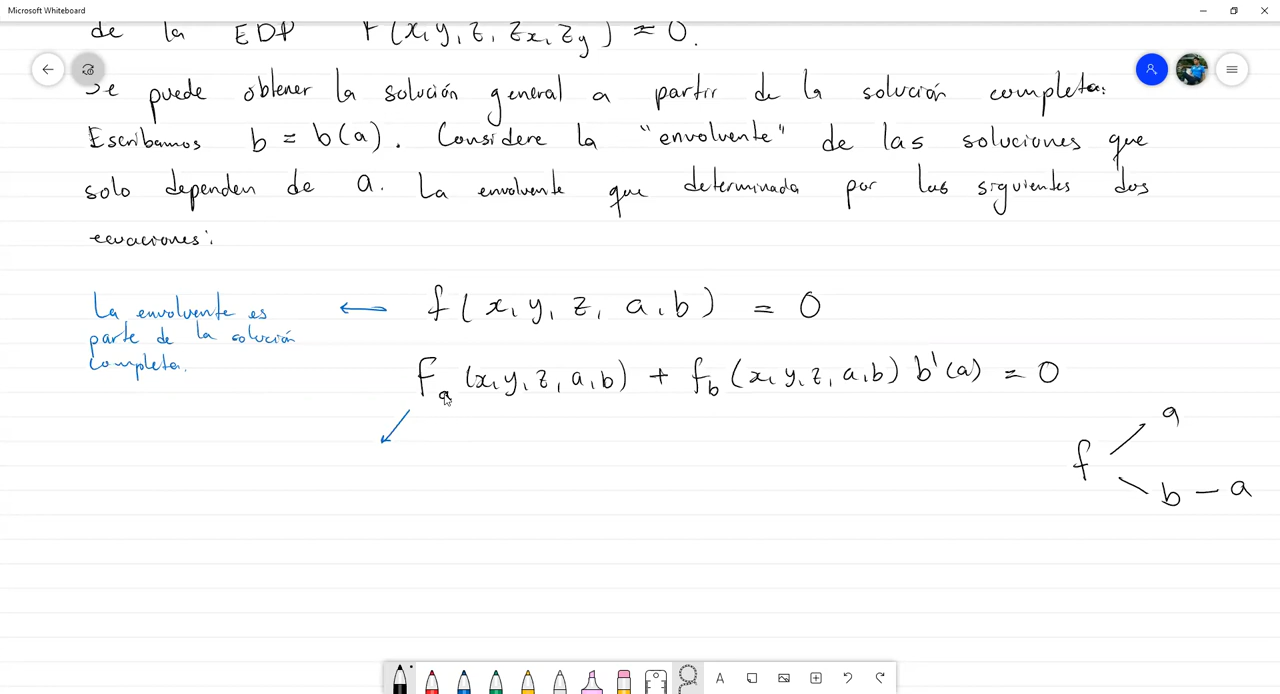 Microsoft Whiteboard
de la EDP F(x, y, z, zx, zy) = 0.
Se puede obtener la solución general a partir de la solución completa:
Escribamos b = b(a). Considere la "envolvente" de las soluciones que
solo dependen de a. La envolvente que determinada por las siguientes dos
ecuaciones:
La envolvente es
parte de la solución
completa.
← f(x, y, z, a, b) = 0
fa (x, y, z, a, b) + fb (x, y, z, a, b) b'(a) = 0
a
f
b - a
A